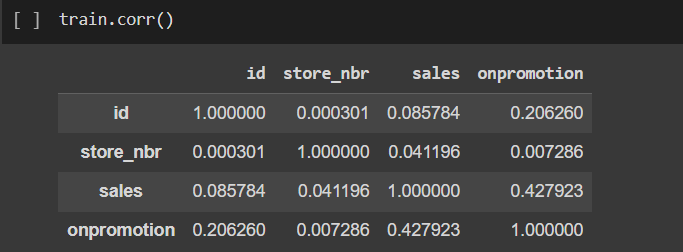 [ ] train.corr()
id store_nbr sales onpromotion
id 1.000000 0.000301 0.085784 0.206260
store_nbr 0.000301 1.000000 0.041196 0.007286
sales 0.085784 0.041196 1.000000 0.427923
onpromotion 0.206260 0.007286 0.427923 1.000000